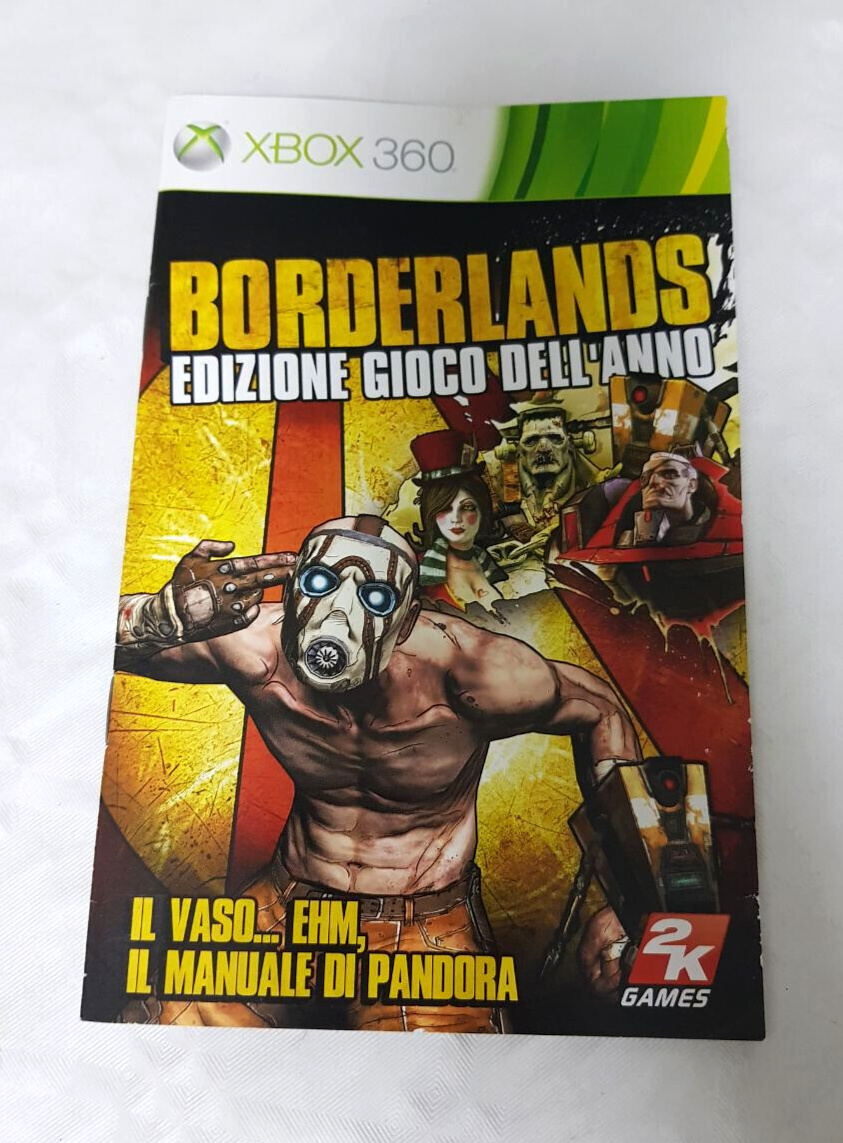 XBOX 360
BORDERLANDS
EDIZIONE GIOCO DELL'ANNO
IL VASO... EHM,
IL MANUALE DI PANDORA
2K
GAMES